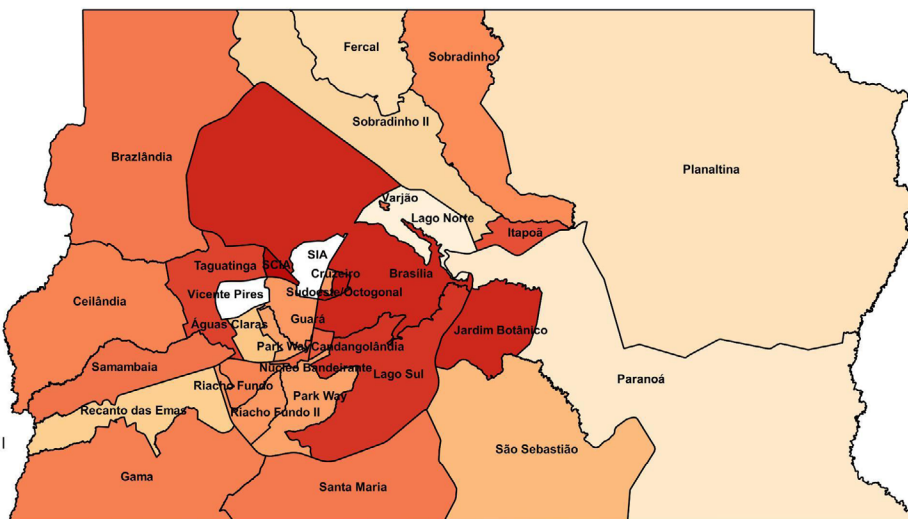 Fercal
Sobradinho
Sobradinho II
Brazlândia
Planaltina
Varjão
Lago Norte
Itapoã
SIA
Taguatinga
SCIA
Cruzeiro
Brasília
Vicente Pires
Sudoeste/Octogonal
Ceilândia
Guará
Águas Claras
Jardim Botânico
Park Way
Candangolândia
Núcleo Bandeirante
Samambaia
Lago Sul
Paranoá
Riacho Fundo
Park Way
Recanto das Emas
Riacho Fundo II
São Sebastião
Gama
Santa Maria